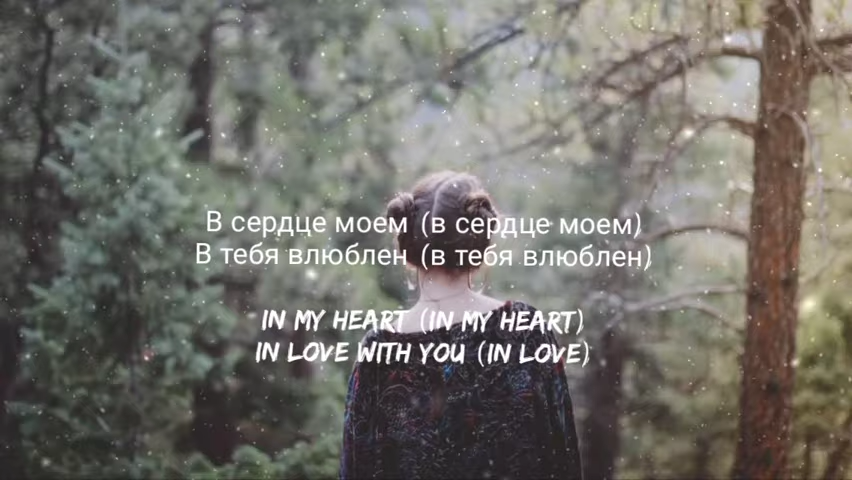 В сердце моем (в сердце моем)
В тебя влюблен (в тебя влюблен)
IN MY HEART (IN MY HEART)
IN LOVE WITH YOU (IN LOVE)